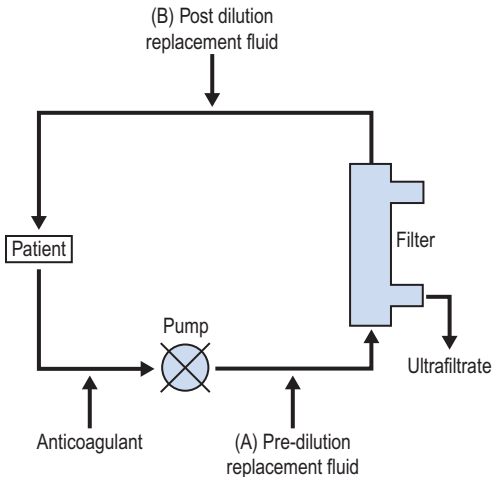 (B) Post dilution
replacement fluid
Patient
Filter
Pump
Ultrafiltrate
Anticoagulant
(A) Pre-dilution
replacement fluid